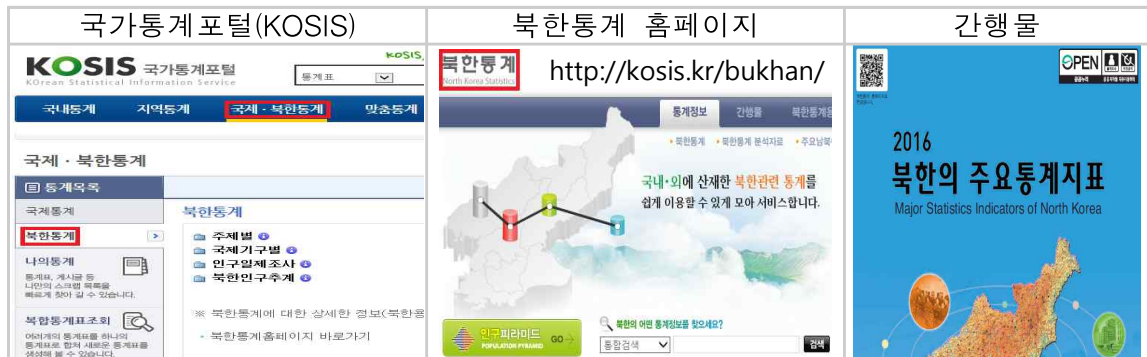 국가통계포털(KOSIS)
북한통계 홈페이지
간행물
KOSIS 국가통계포털
KOrean Statistical Information Service
KOSIS
통계표
국내통계
지역통계
국제·북한통계
맞춤통계
국제·북한통계
통계목록
국제통계
북한통계
나의통계
통계표, 게시글 등
나만의 스크랩 목록을
빠르게 찾아 갈 수 있습니다.
복합통계표조회
여러개의 통계표를 하나의
통계표로 합쳐 새로운 통계표를
생성해 볼 수 있습니다.
북한통계
주제별
국제기구별
인구일제조사
북한인구추계
※ 북한통계에 대한 상세한 정보(북한용
- 북한통계홈페이지 바로가기
북한통계
North Korea Statistics
http://kosis.kr/bukhan/
통계정보
간행물
북한통계용
북한통계
북한통계 분석자료
주요남북
국내·외에 산재한 북한관련 통계를
쉽게 이용할 수 있게 모아 서비스합니다.
인구피라미드
POPULATION PYRAMID
GO
북한의 어떤 통계정보를 찾으세요?
통합검색
검색
OPEN
2016
북한의 주요통계지표
Major Statistics Indicators of North Korea